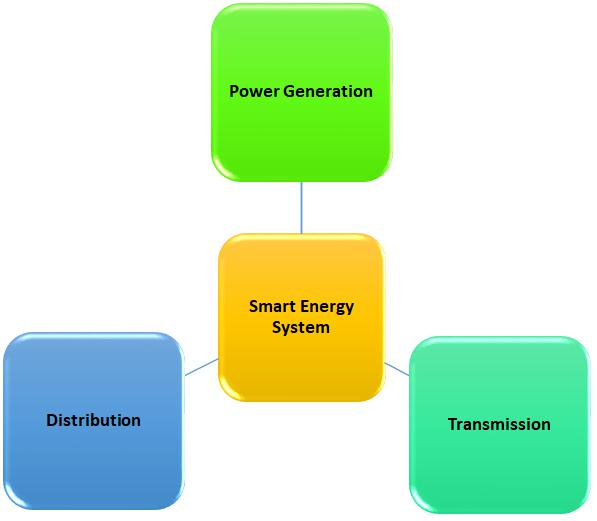 Power Generation
Smart Energy
System
Distribution
Transmission